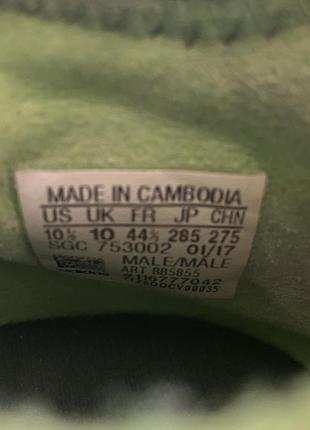 MADE IN CAMBODIA
US UK FR JP CHN
10½ 10 44⅔ 285 275
SGC 753002 01/17
MALE/MALE
adidas ART BB5855